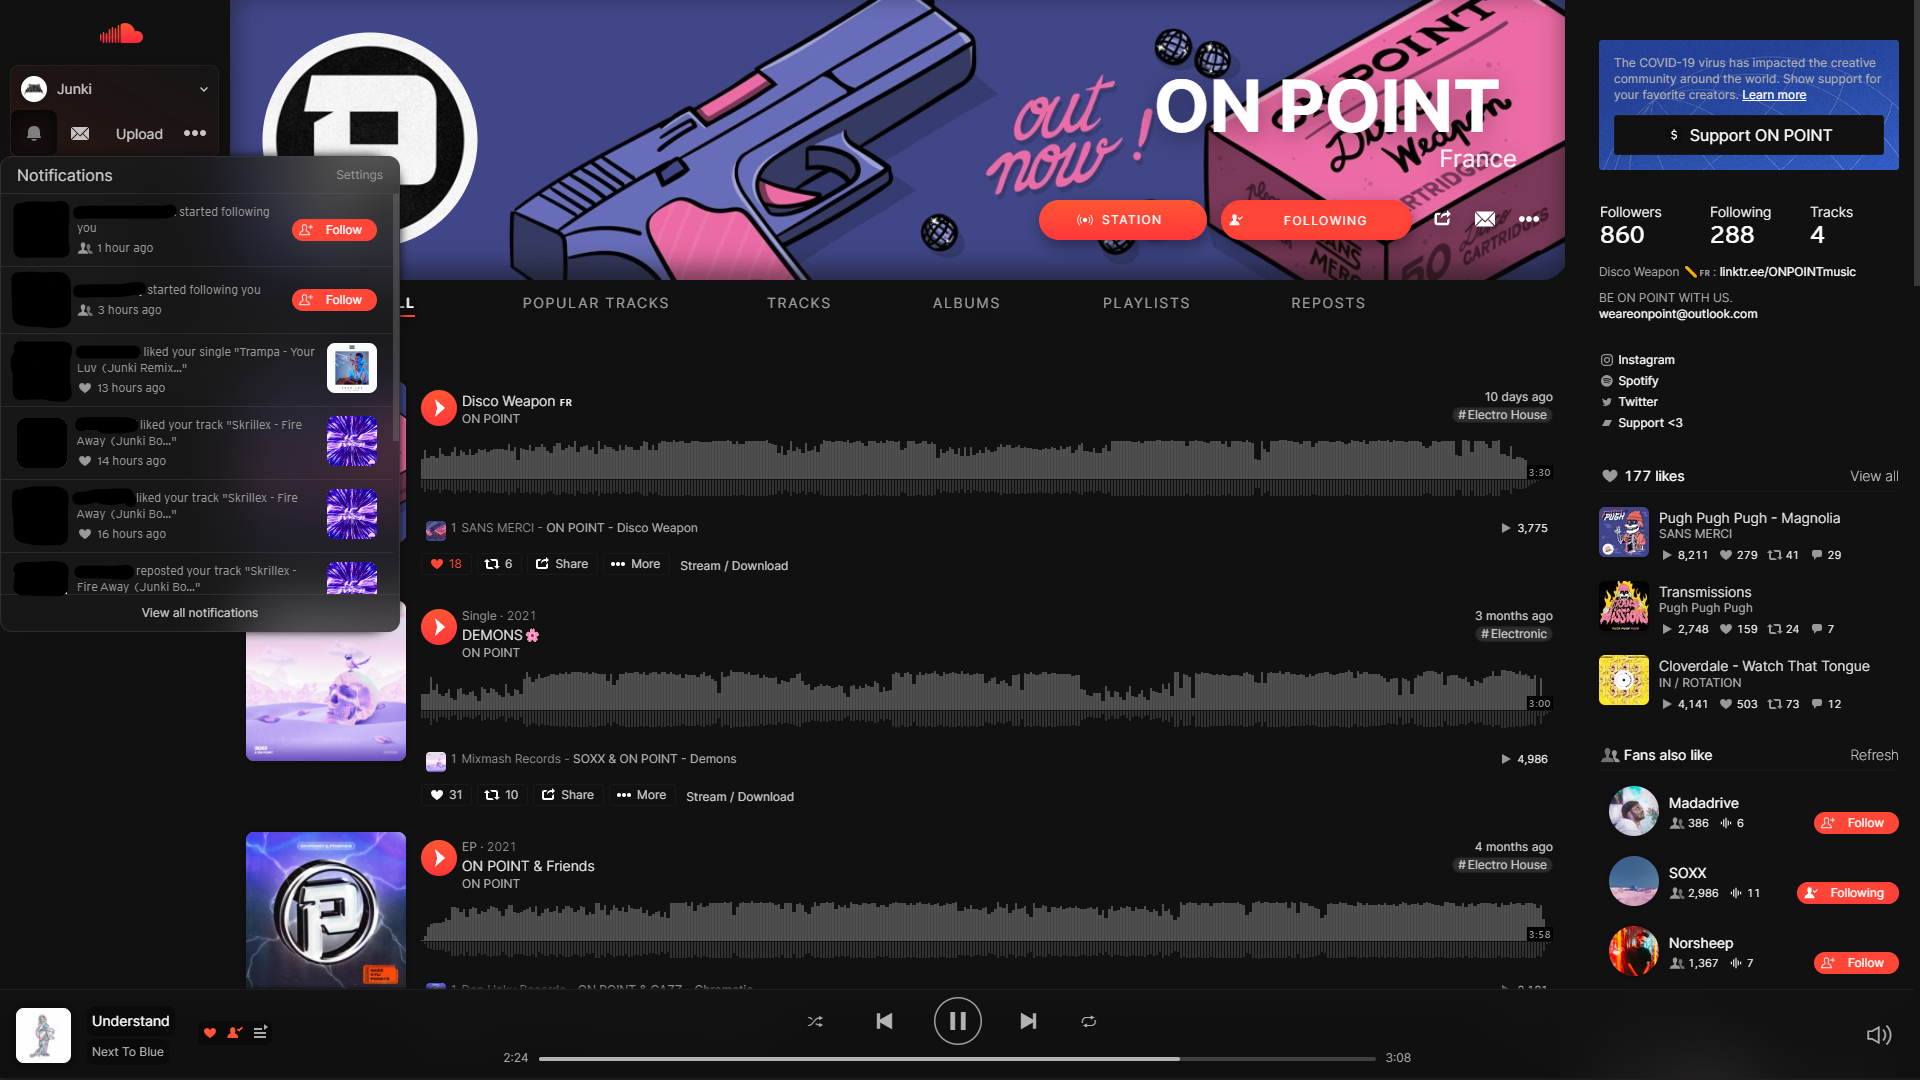 Junki
Upload
Notifications
Settings
started following
you
1 hour ago
Follow
started following you
3 hours ago
Follow
liked your single "Trampa - Your
Luv (Junki Remix..."
13 hours ago
liked your track "Skrillex - Fire
Away (Junki Bo..."
14 hours ago
liked your track "Skrillex - Fire
Away (Junki Bo..."
16 hours ago
reposted your track "Skrillex -
Fire Away (Junki Bo..."
View all notifications
out
now!
POINT
Disco
Weapon
50
CARTRIDGES
SANS
MERCI
ON POINT
France
STATION
FOLLOWING
LL
POPULAR TRACKS
TRACKS
ALBUMS
PLAYLISTS
REPOSTS
Disco Weapon FR
ON POINT
10 days ago
#Electro House
3:30
1 SANS MERCI - ON POINT - Disco Weapon
3,775
18
6
Share
More
Stream / Download
Single · 2021
DEMONS
ON POINT
3 months ago
#Electronic
3:00
1 Mixmash Records - SOXX & ON POINT - Demons
4,986
31
10
Share
More
Stream / Download
EP · 2021
ON POINT & Friends
ON POINT
4 months ago
#Electro House
3:58
ON POINT & FRIENDS
The COVID-19 virus has impacted the creative
community around the world. Show support for
your favorite creators. Learn more
$ Support ON POINT
Followers
860
Following
288
Tracks
4
Disco Weapon FR : linktr.ee/ONPOINTmusic
BE ON POINT WITH US.
weareonpoint@outlook.com
Instagram
Spotify
Twitter
Support <3
177 likes
View all
Pugh Pugh Pugh - Magnolia
SANS MERCI
8,211 279 41 29
Transmissions
Pugh Pugh Pugh
2,748 159 24 7
Cloverdale - Watch That Tongue
IN / ROTATION
4,141 503 73 12
Fans also like
Refresh
Madadrive
386 6
Follow
SOXX
2,986 11
Following
Norsheep
1,367 7
Follow
Understand
Next To Blue
2:24
3:08